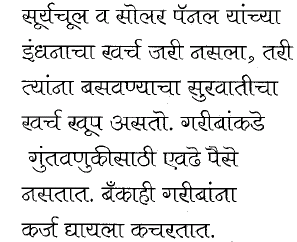 सूर्यचूल व सोलर पॅनल यांच्या
इंधनाचा खर्च जरी नसला, तरी
त्यांना बसवण्याचा सुरवातीचा
खर्च खूप असतो. गरीबांकडे
गुंतवणुकीसाठी एवढे पैसे
नसतात. बँकाही गरीबांना
कर्ज द्यायला कचरतात.